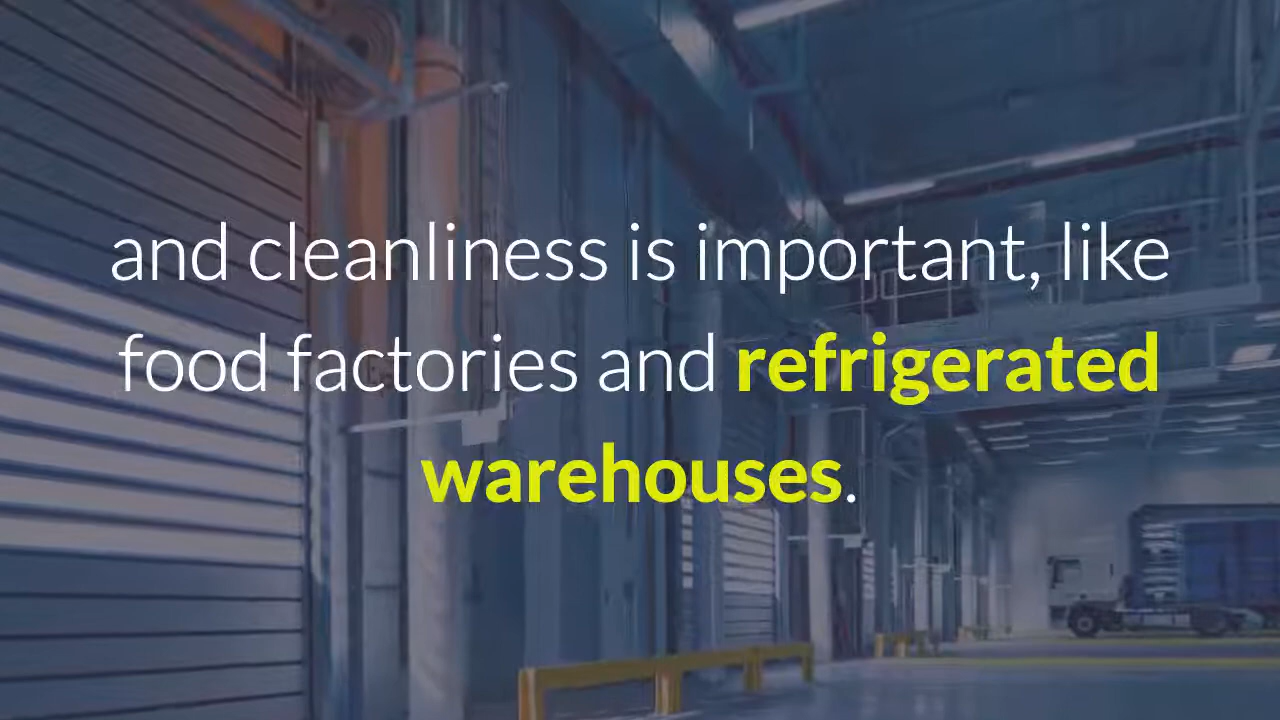 and cleanliness is important, like
food factories and refrigerated
warehouses.